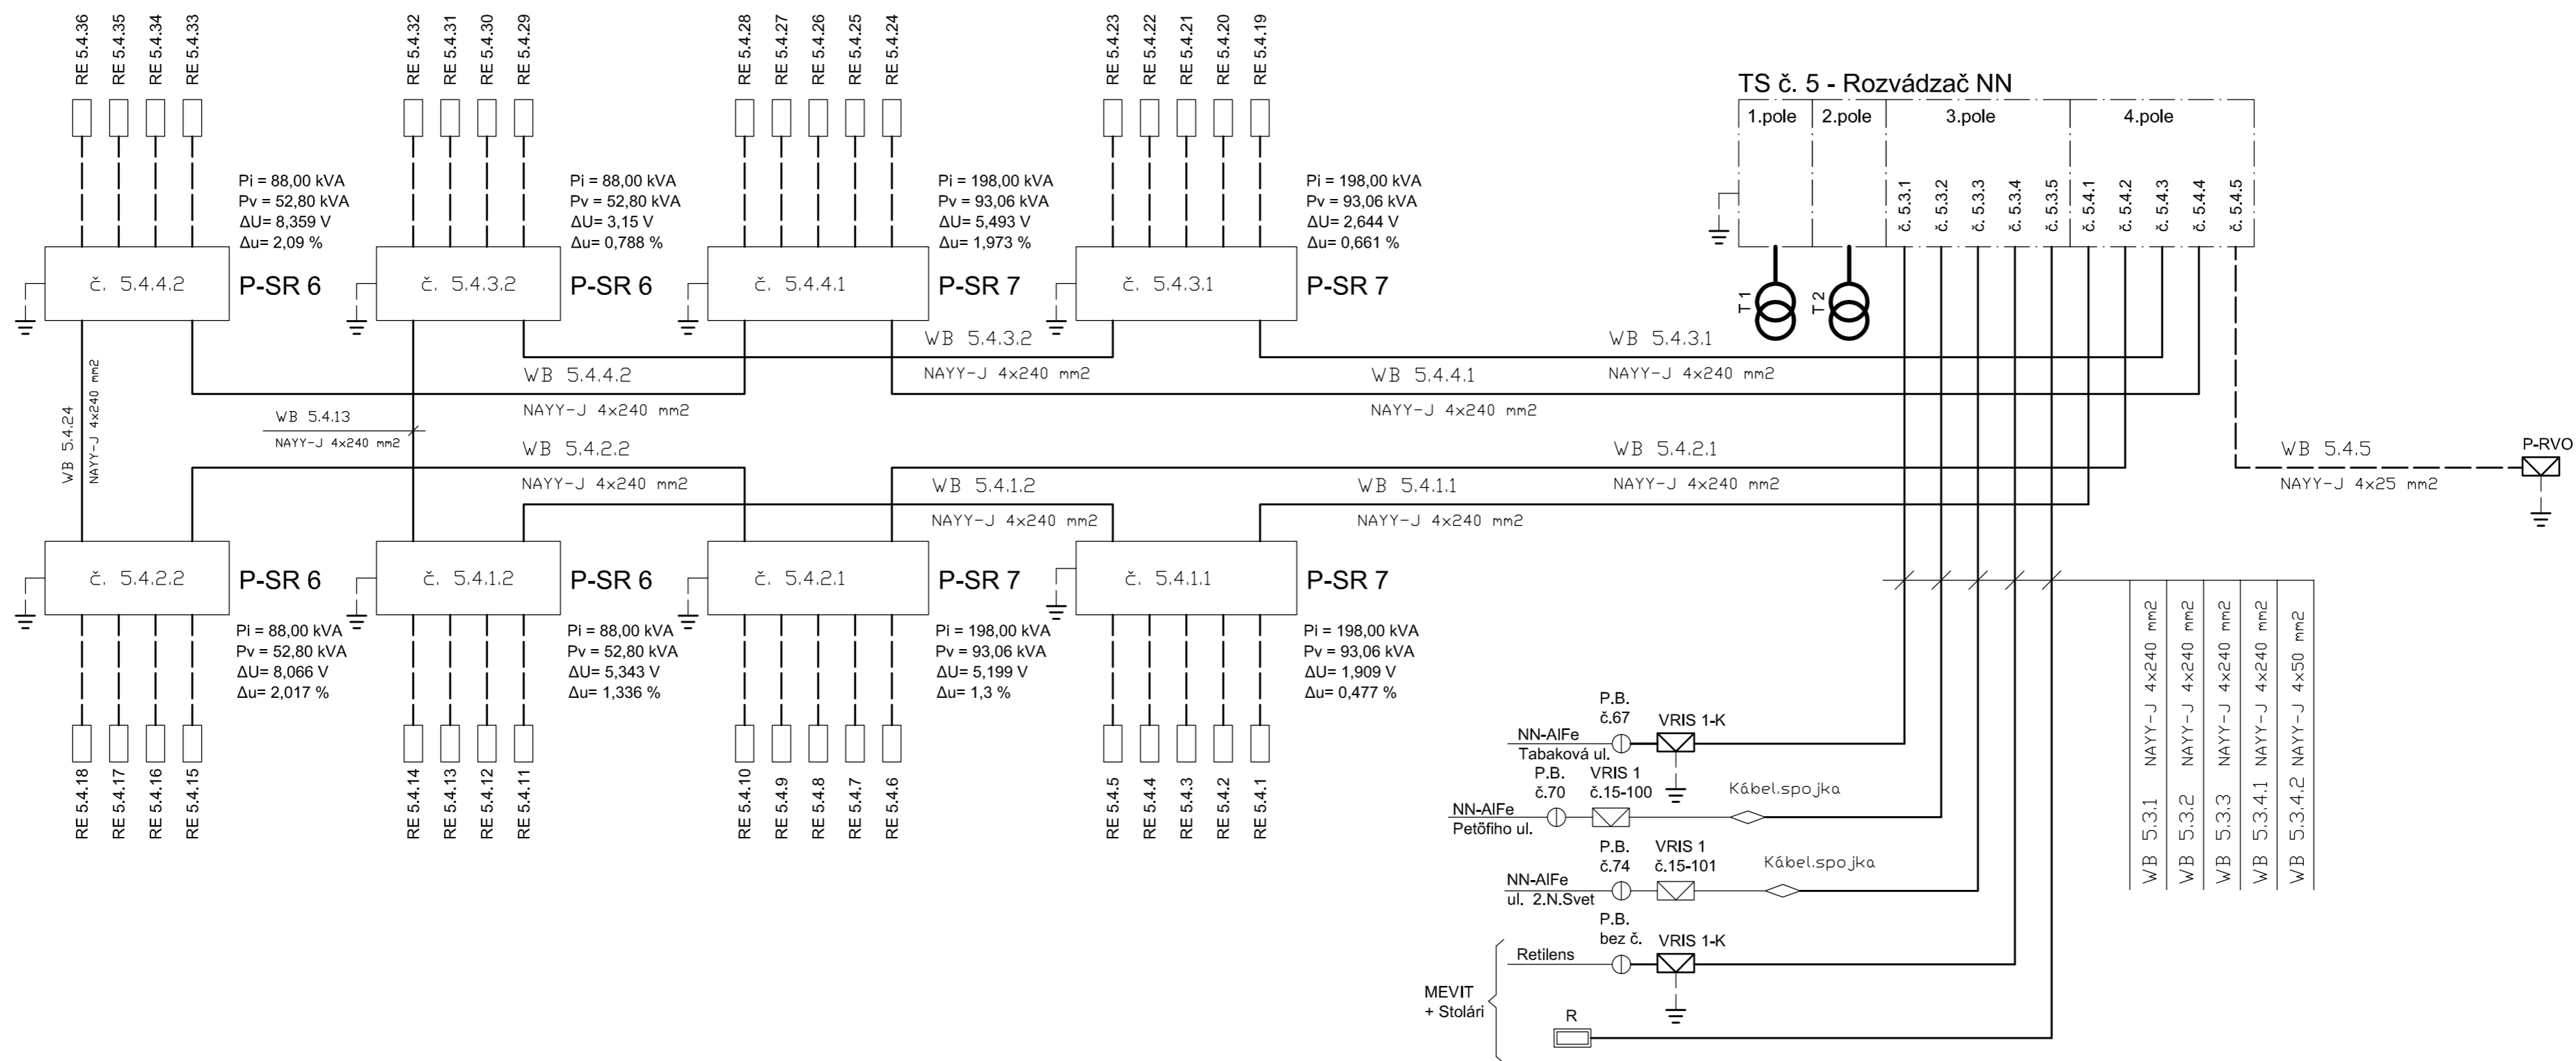 RE 5.4.36
RE 5.4.35
RE 5.4.34
RE 5.4.33
RE 5.4.32
RE 5.4.31
RE 5.4.30
RE 5.4.29
RE 5.4.28
RE 5.4.27
RE 5.4.26
RE 5.4.25
RE 5.4.24
RE 5.4.23
RE 5.4.22
RE 5.4.21
RE 5.4.20
RE 5.4.19
TS č. 5 - Rozvádzač NN
1.pole
2.pole
3.pole
4.pole
č. 5.3.1
č. 5.3.2
č. 5.3.3
č. 5.3.4
č. 5.3.5
č. 5.4.1
č. 5.4.2
č. 5.4.3
č. 5.4.4
č. 5.4.5
T 1
T 2
Pi = 88,00 kVA
Pv = 52,80 kVA
ΔU= 8,359 V
Δu= 2,09 %
Pi = 88,00 kVA
Pv = 52,80 kVA
ΔU= 3,15 V
Δu= 0,788 %
Pi = 198,00 kVA
Pv = 93,06 kVA
ΔU= 5,493 V
Δu= 1,973 %
Pi = 198,00 kVA
Pv = 93,06 kVA
ΔU= 2,644 V
Δu= 0,661 %
č. 5.4.4.2
P-SR 6
č. 5.4.3.2
P-SR 6
č. 5.4.4.1
P-SR 7
č. 5.4.3.1
P-SR 7
WB 5.4.3.2
NAYY-J 4x240 mm2
WB 5.4.3.1
NAYY-J 4x240 mm2
WB 5.4.4.2
NAYY-J 4x240 mm2
WB 5.4.4.1
NAYY-J 4x240 mm2
WB 5.4.24
NAYY-J 4x240 mm2
WB 5.4.13
NAYY-J 4x240 mm2
WB 5.4.2.2
NAYY-J 4x240 mm2
WB 5.4.2.1
NAYY-J 4x240 mm2
WB 5.4.1.2
NAYY-J 4x240 mm2
WB 5.4.1.1
NAYY-J 4x240 mm2
WB 5.4.5
NAYY-J 4x25 mm2
P-RVO
č. 5.4.2.2
P-SR 6
č. 5.4.1.2
P-SR 6
č. 5.4.2.1
P-SR 7
č. 5.4.1.1
P-SR 7
Pi = 88,00 kVA
Pv = 52,80 kVA
ΔU= 8,066 V
Δu= 2,017 %
Pi = 88,00 kVA
Pv = 52,80 kVA
ΔU= 5,343 V
Δu= 1,336 %
Pi = 198,00 kVA
Pv = 93,06 kVA
ΔU= 5,199 V
Δu= 1,3 %
Pi = 198,00 kVA
Pv = 93,06 kVA
ΔU= 1,909 V
Δu= 0,477 %
RE 5.4.18
RE 5.4.17
RE 5.4.16
RE 5.4.15
RE 5.4.14
RE 5.4.13
RE 5.4.12
RE 5.4.11
RE 5.4.10
RE 5.4.9
RE 5.4.8
RE 5.4.7
RE 5.4.6
RE 5.4.5
RE 5.4.4
RE 5.4.3
RE 5.4.2
RE 5.4.1
WB 5.3.1 NAYY-J 4x240 mm2
WB 5.3.2 NAYY-J 4x240 mm2
WB 5.3.3 NAYY-J 4x240 mm2
WB 5.3.4.1 NAYY-J 4x240 mm2
WB 5.3.4.2 NAYY-J 4x50 mm2
P.B.
č.67
VRIS 1-K
NN-AlFe
Tabaková ul.
P.B.
č.70
VRIS 1
č.15-100
Kábel.spojka
NN-AlFe
Petöfiho ul.
P.B.
č.74
VRIS 1
č.15-101
Kábel.spojka
NN-AlFe
ul. 2.N.Svet
P.B.
bez č.
VRIS 1-K
Retilens
MEVIT
+ Stolári
R